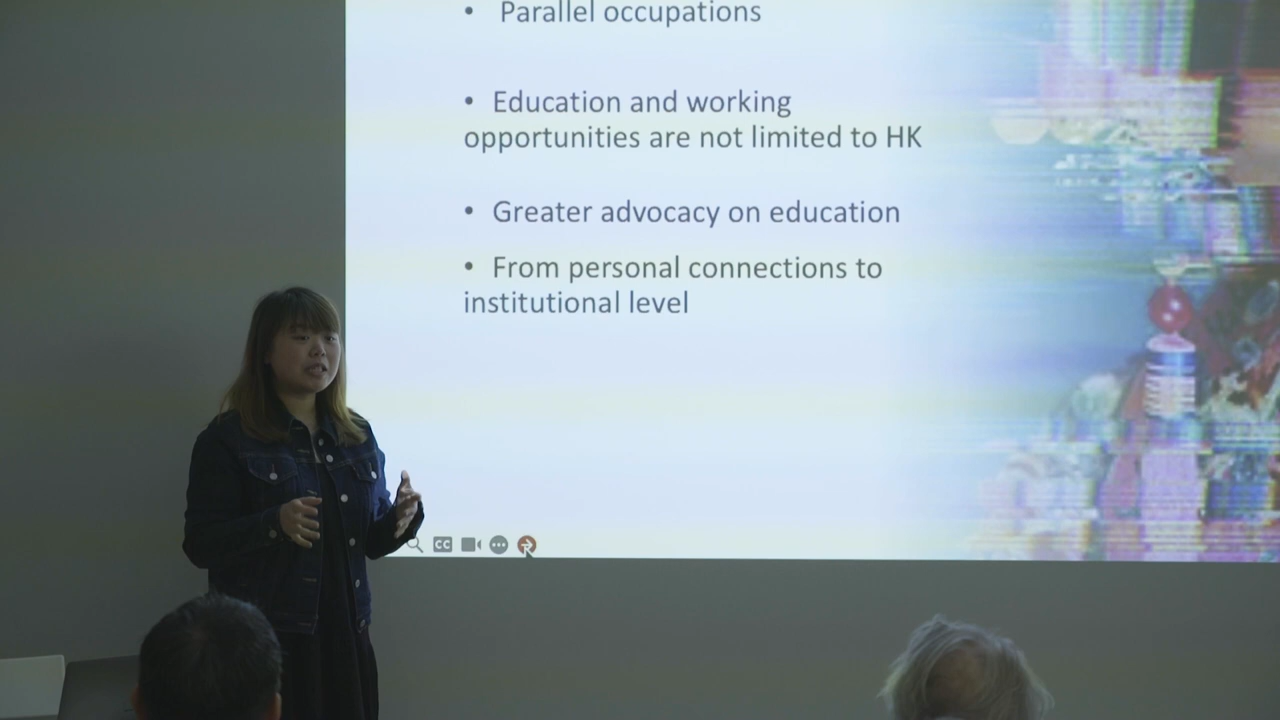 • Parallel occupations
• Education and working
opportunities are not limited to HK
• Greater advocacy on education
• From personal connections to
institutional level
CC